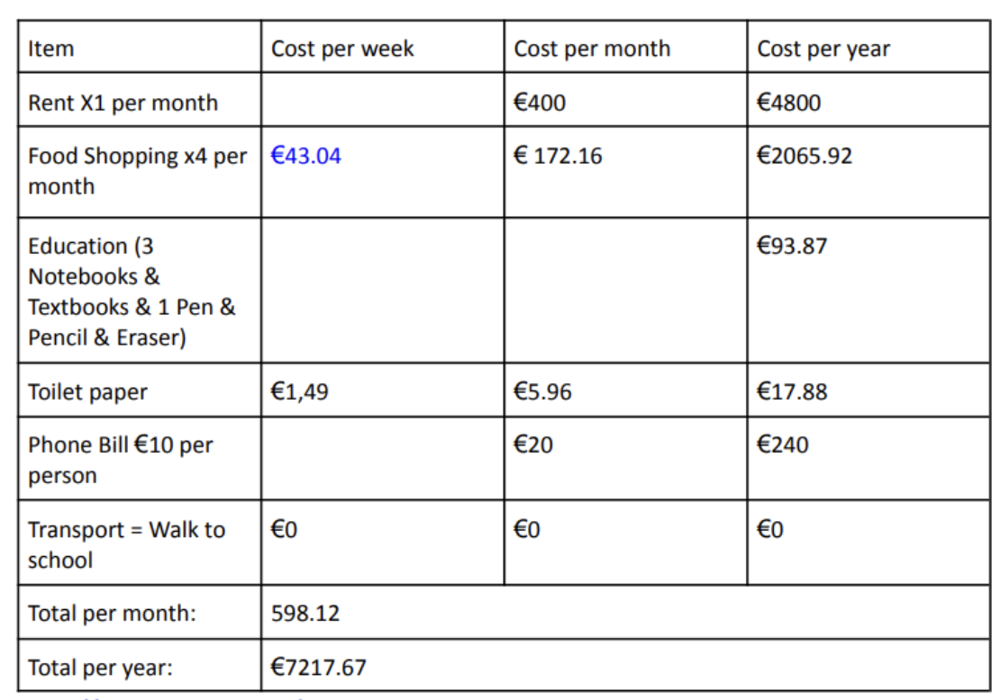 Item Cost per week Cost per month Cost per year
Rent X1 per month €400 €4800
Food Shopping x4 per €43.04 € 172.16 €2065.92
month
Education (3 €93.87
Notebooks &
Textbooks & 1 Pen &
Pencil & Eraser)
Toilet paper €1,49 €5.96 €17.88
Phone Bill €10 per €20 €240
person
Transport = Walk to €0 €0 €0
school
Total per month: 598.12
Total per year: €7217.67